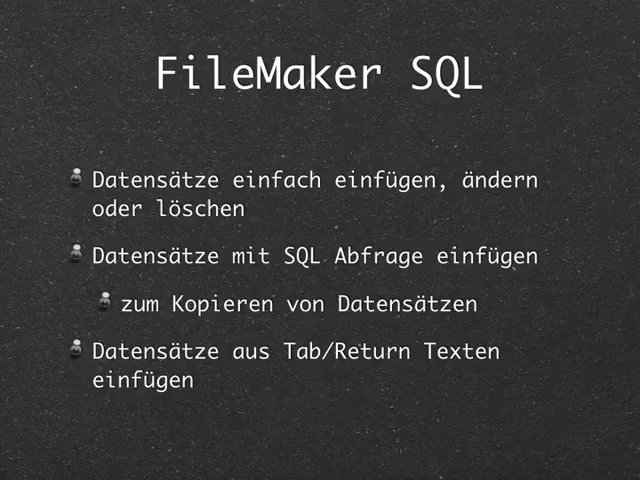 FileMaker SQL
Datensätze einfach einfügen, ändern
oder löschen
Datensätze mit SQL Abfrage einfügen
zum Kopieren von Datensätzen
Datensätze aus Tab/Return Texten
einfügen